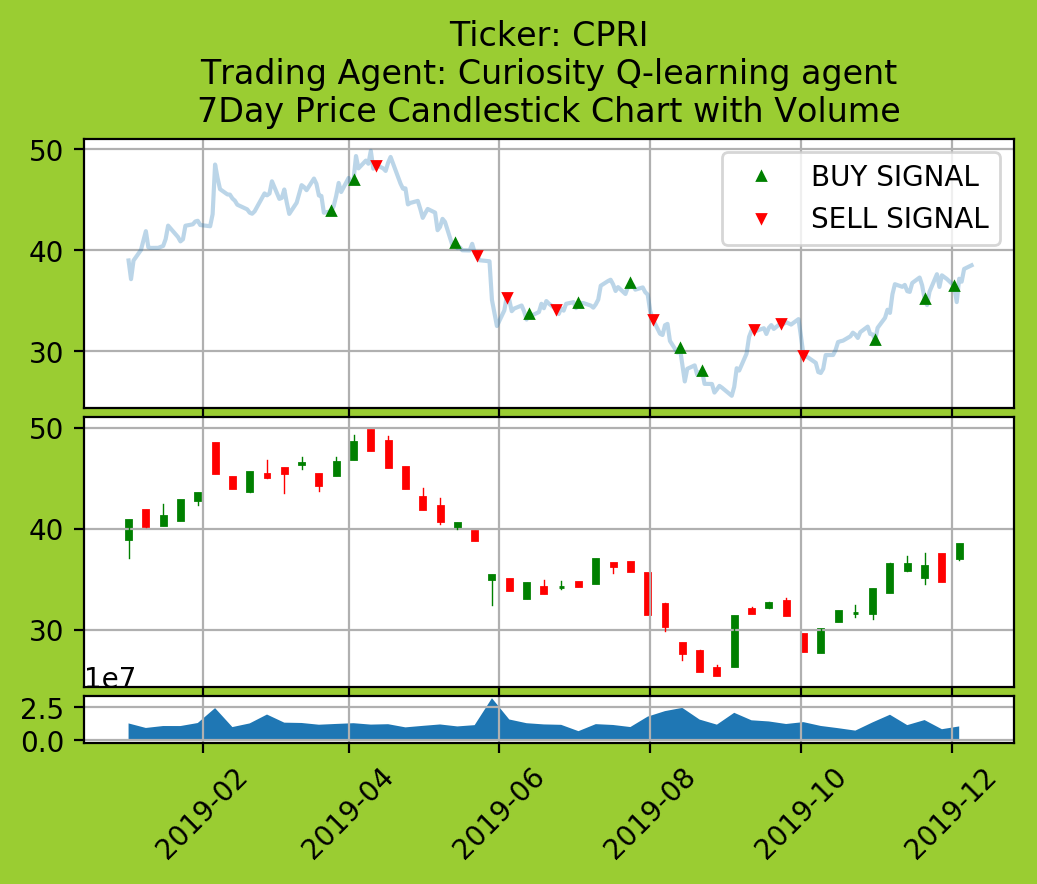 Ticker: CPRI
Trading Agent: Curiosity Q-learning agent
7Day Price Candlestick Chart with Volume
50
40
30
BUY SIGNAL
SELL SIGNAL
50
40
30
1e7
2.5
0.0
2019-02
2019-04
2019-06
2019-08
2019-10
2019-12